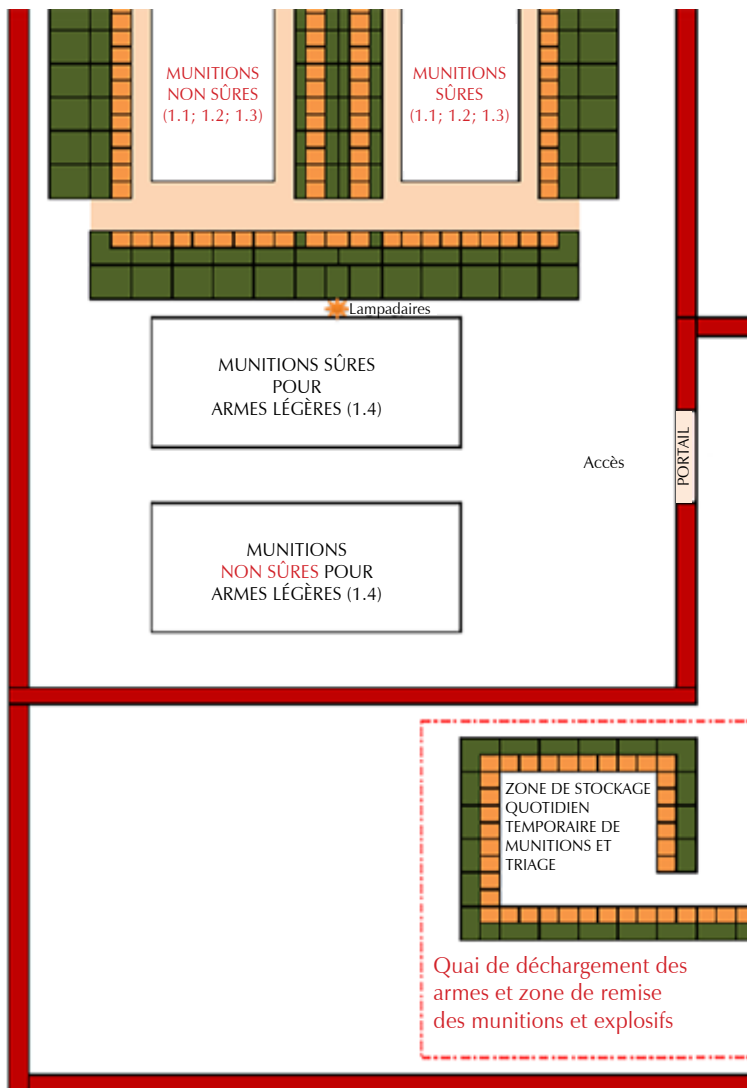 MUNITIONS
NON SÛRES
(1.1; 1.2; 1.3)
MUNITIONS
SÛRES
(1.1; 1.2; 1.3)
Lampadaires
MUNITIONS SÛRES
POUR
ARMES LÉGÈRES (1.4)
Accès
PORTAIL
MUNITIONS
NON SÛRES POUR
ARMES LÉGÈRES (1.4)
ZONE DE STOCKAGE
QUOTIDIEN
TEMPORAIRE DE
MUNITIONS ET
TRIAGE
Quai de déchargement des
armes et zone de remise
des munitions et explosifs